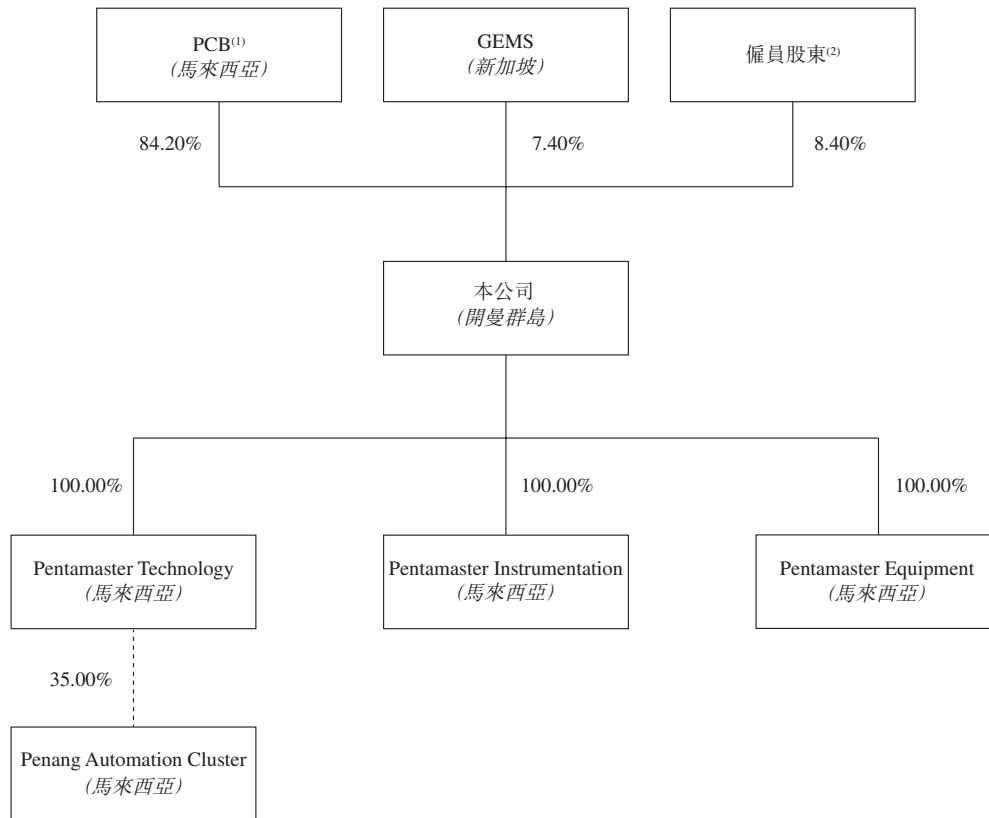 PCB⁽¹⁾
(馬來西亞)
GEMS
(新加坡)
僱員股東⁽²⁾
84.20%
7.40%
8.40%
本公司
(開曼群島)
100.00%
100.00%
100.00%
Pentamaster Technology
(馬來西亞)
Pentamaster Instrumentation
(馬來西亞)
Pentamaster Equipment
(馬來西亞)
35.00%
Penang Automation Cluster
(馬來西亞)